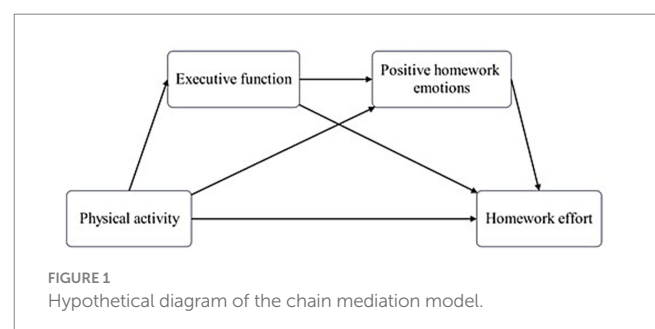 Executive function
Positive homework
emotions
Physical activity
Homework effort
FIGURE 1
Hypothetical diagram of the chain mediation model.